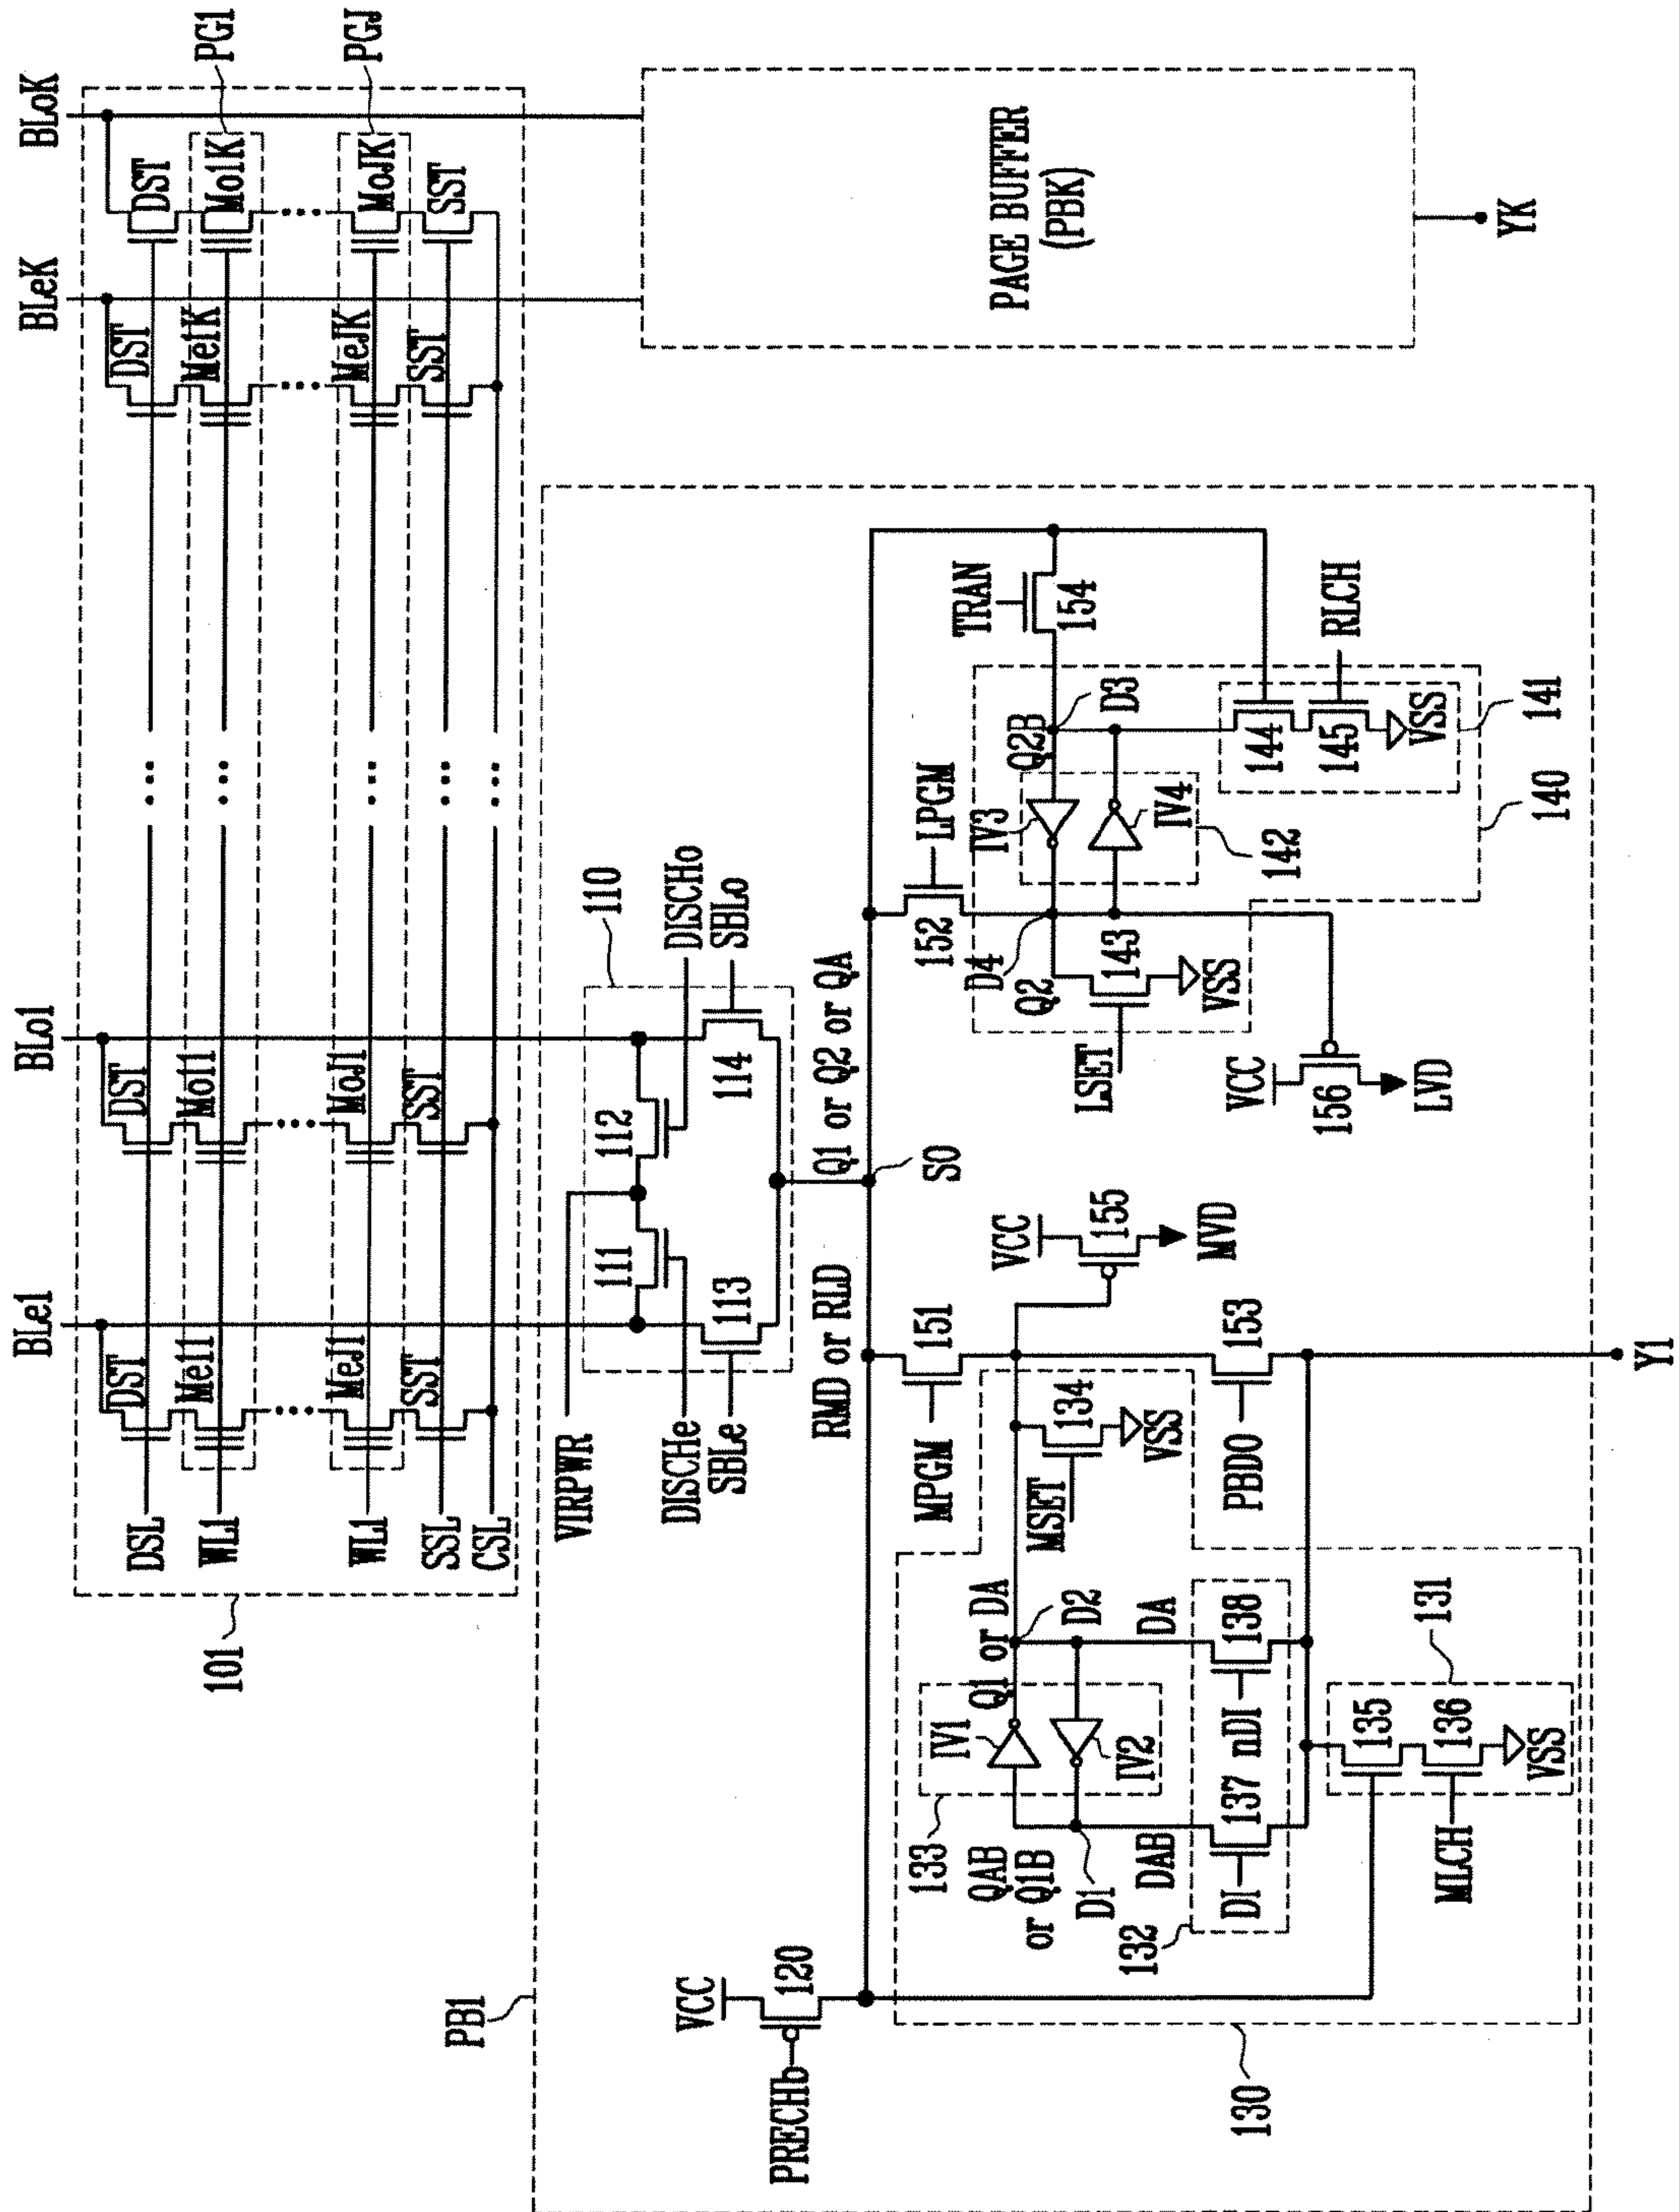 BLe1
BLo1
BLeK
BLoK
DST
DST
DST
DST
PG1
Me11
Mo11
Me1K
Mo1K
PGJ
MeJ1
MoJ1
MeJK
MoJK
SST
SST
SST
SST
DSL
WL1
WL1
SSL
CSL
101
PB1
VIRPWR
111
112
110
DISCHe
DISCHo
SBLe
113
114
SBLo
RMD or RLD
Q1 or Q2 or QA
SO
PAGE BUFFER
(PBK)
YK
VCC
PRECHb
120
MPGM
151
152
LPGM
TRAN
154
133
IV1
Q1 or DA
D2
IV2
QAB
or Q1B
D1
DAB
DA
MSET
134
VSS
VCC
155
MVD
132
DI
137
nDI
138
PBDO
153
131
135
136
MLCH
VSS
130
Y1
D4
Q2
IV3
Q2B
D3
IV4
142
LSET
143
VSS
144
145
RLCH
VSS
141
140
VCC
156
LVD